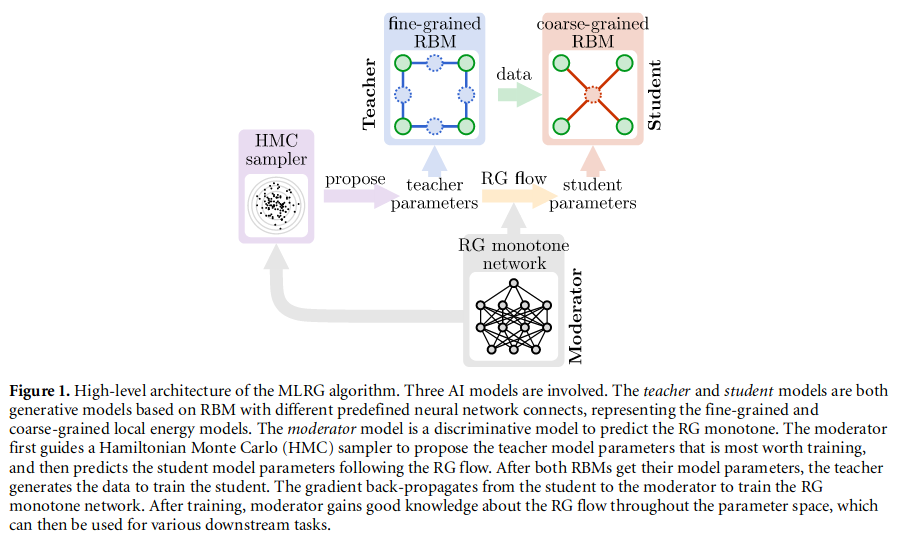 fine-grained
RBM
coarse-grained
RBM
Teacher
data
Student
HMC
sampler
propose
teacher
parameters
RG flow
student
parameters
RG monotone
network
Moderator
Figure 1. High-level architecture of the MLRG algorithm. Three AI models are involved. The teacher and student models are both
generative models based on RBM with different predefined neural network connects, representing the fine-grained and
coarse-grained local energy models. The moderator model is a discriminative model to predict the RG monotone. The moderator
first guides a Hamiltonian Monte Carlo (HMC) sampler to propose the teacher model parameters that is most worth training,
and then predicts the student model parameters following the RG flow. After both RBMs get their model parameters, the teacher
generates the data to train the student. The gradient back-propagates from the student to the moderator to train the RG
monotone network. After training, moderator gains good knowledge about the RG flow throughout the parameter space, which
can then be used for various downstream tasks.